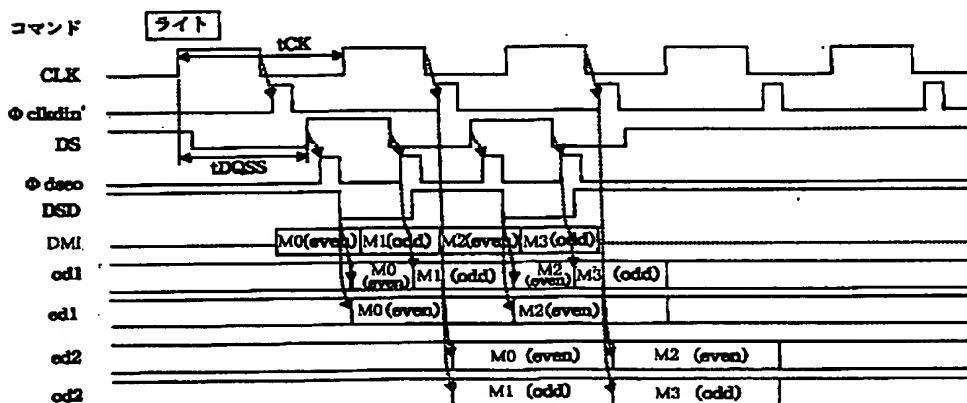 コマンド ライト
tCK
CLK
Φ clkdin'
DS
tDQSS
Φ dseo
DSD
DMI M0(even) M1(odd) M2(even) M3(odd)
od1 M0 (even) M1 (odd) M2 (even) M3 (odd)
ed1 M0 (even) M2 (even)
ed2 M0 (even) M2 (even)
od2 M1 (odd) M3 (odd)